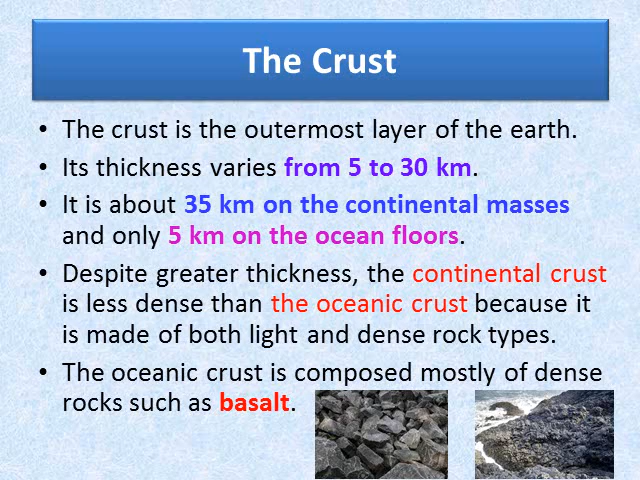 The Crust
• The crust is the outermost layer of the earth.
• Its thickness varies from 5 to 30 km.
• It is about 35 km on the continental masses
and only 5 km on the ocean floors.
• Despite greater thickness, the continental crust
is less dense than the oceanic crust because it
is made of both light and dense rock types.
• The oceanic crust is composed mostly of dense
rocks such as basalt.